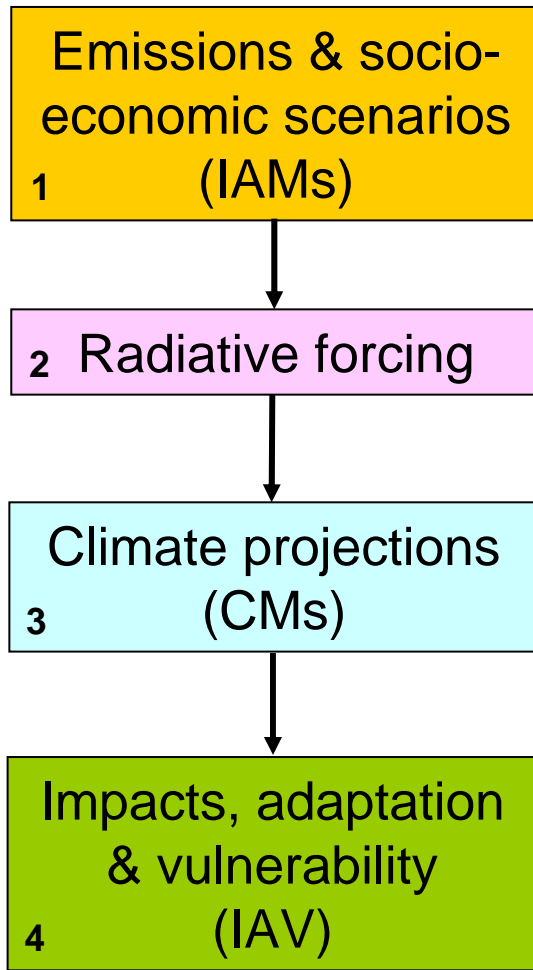 Emissions & socio-
economic scenarios
1 (IAMs)
2 Radiative forcing
Climate projections
3 (CMs)
Impacts, adaptation
& vulnerability
4 (IAV)